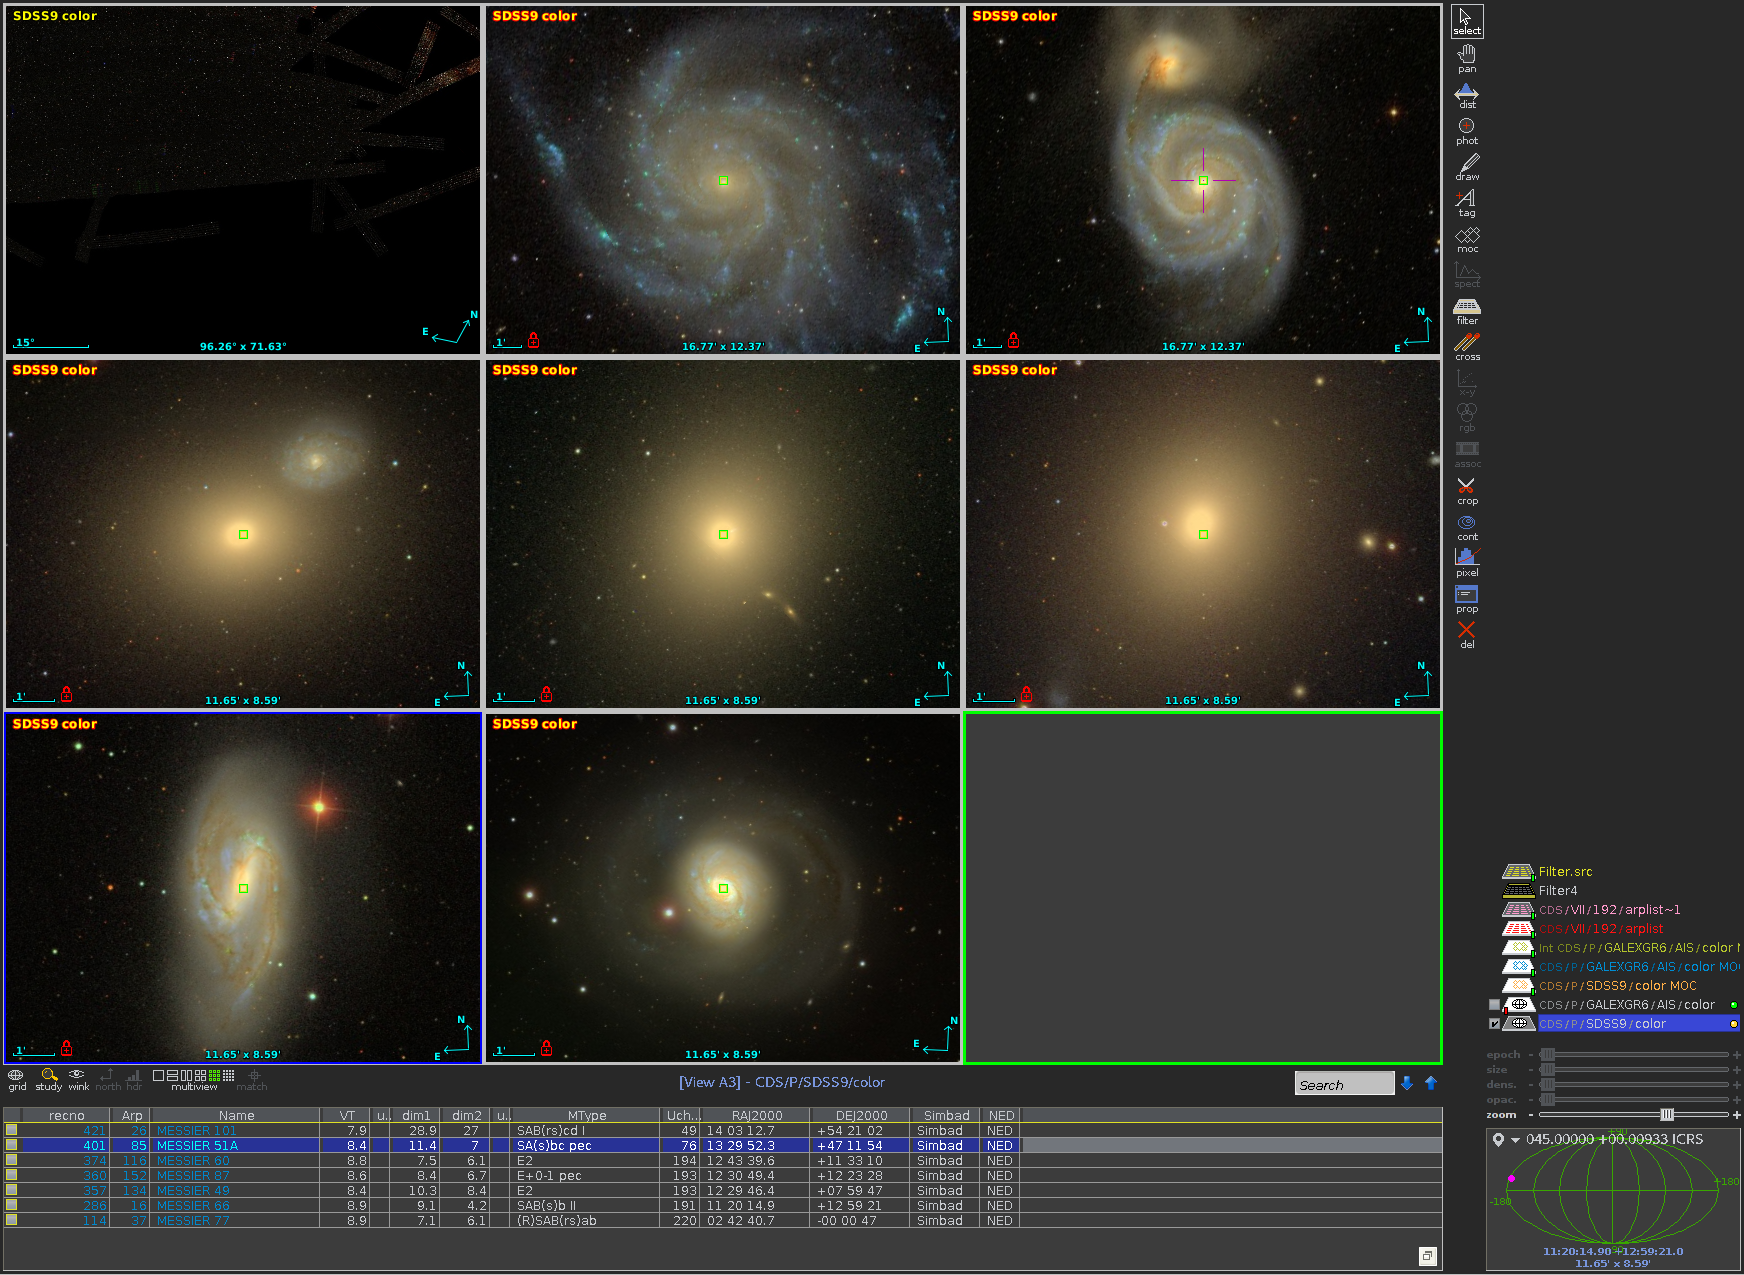 SDSS9 color
15°
96.26° x 71.63°
N
E
SDSS9 color
1'
16.77' x 12.37'
N
E
SDSS9 color
1'
16.77' x 12.37'
N
E
SDSS9 color
1'
11.65' x 8.59'
N
E
SDSS9 color
1'
11.65' x 8.59'
N
E
SDSS9 color
1'
11.65' x 8.59'
N
E
SDSS9 color
1'
11.65' x 8.59'
N
E
SDSS9 color
1'
11.65' x 8.59'
N
E
select
pan
dist
phot
draw
tag
moc
spect
filter
cross
x-y
rgb
assoc
crop
cont
pixel
prop
del
Filter.src
Filter4
CDS/VII/192/arplist~1
CDS/VII/192/arplist
Int CDS/P/GALEXGR6/AIS/color
CDS/P/GALEXGR6/AIS/color MO
CDS/P/SDSS9/color MOC
CDS/P/GALEXGR6/AIS/color
CDS/P/SDSS9/color
epoch - +
size - +
dens. - +
opac. - +
zoom - +
grid study wink north hdr multiview match
[View A3] - CDS/P/SDSS9/color
Search
recno Arp Name VT u.. dim1 dim2 u.. MType Uch... RAJ2000 DEJ2000 Simbad NED
421 26 MESSIER 101 7.9 28.9 27 SAB(rs)cd I 49 14 03 12.7 +54 21 02 Simbad NED
401 85 MESSIER 51A 8.4 11.4 7 SA(s)bc pec 76 13 29 52.3 +47 11 54 Simbad NED
374 116 MESSIER 60 8.8 7.5 6.1 E2 194 12 43 39.6 +11 33 10 Simbad NED
360 152 MESSIER 87 8.6 8.4 6.7 E+0-1 pec 193 12 30 49.4 +12 23 28 Simbad NED
357 134 MESSIER 49 8.4 10.3 8.4 E2 193 12 29 46.4 +07 59 47 Simbad NED
286 16 MESSIER 66 8.9 9.1 4.2 SAB(s)b II 191 11 20 14.9 +12 59 21 Simbad NED
114 37 MESSIER 77 8.9 7.1 6.1 (R)SAB(rs)ab 220 02 42 40.7 -00 00 47 Simbad NED
045.00000 +00.00933 ICRS
+90
+180
-180
-90
11:20:14.90 +12:59:21.0
11.65' x 8.59'